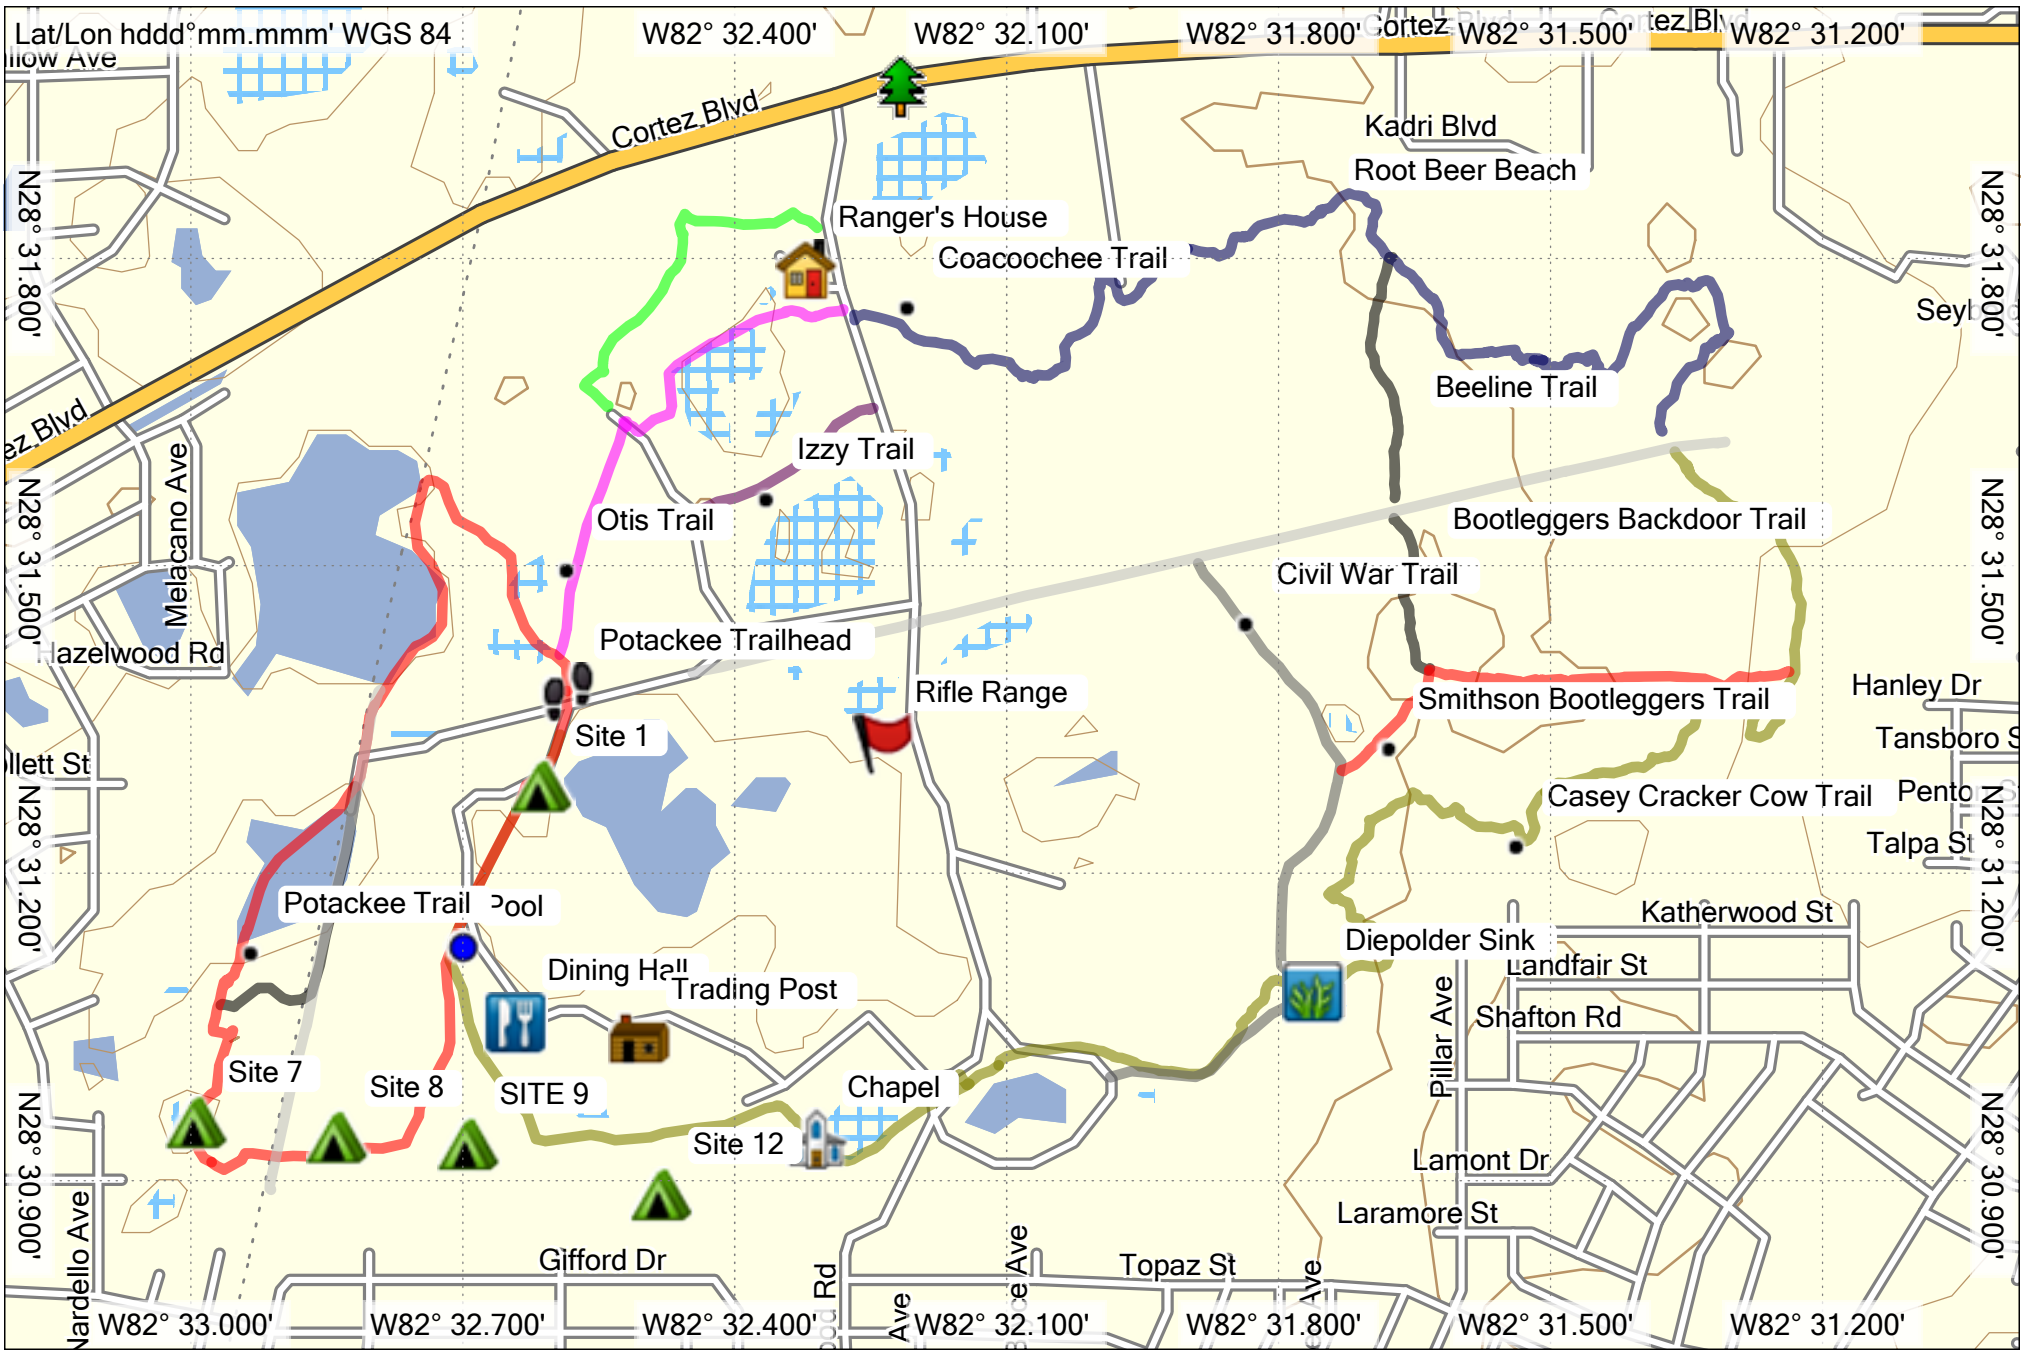 Lat/Lon hddd°mm.mmm' WGS 84
W82° 32.400'
W82° 32.100'
W82° 31.800'
Cortez Blvd
W82° 31.500'
Cortez Blvd
W82° 31.200'
Cortez Blvd
Kadri Blvd
Root Beer Beach
N28° 31.800'
N28° 31.800'
Ranger's House
Coacoochee Trail
Beeline Trail
Izzy Trail
Melacano Ave
Otis Trail
Bootleggers Backdoor Trail
N28° 31.500'
N28° 31.500'
Civil War Trail
Potackee Trailhead
Hazelwood Rd
Rifle Range
Smithson Bootleggers Trail
Hanley Dr
Site 1
Tansboro S
llett St
Casey Cracker Cow Trail
N28° 31.200'
N28° 31.200'
Talpa St
Potackee Trail
Pool
Katherwood St
Diepolder Sink
Landfair St
Dining Hall
Trading Post
Pillar Ave
Shafton Rd
Site 7
Site 8
SITE 9
Chapel
Site 12
N28° 30.900'
N28° 30.900'
Lamont Dr
Laramore St
Nardello Ave
Gifford Dr
Topaz St
Ave
Ave
Ave
W82° 33.000'
W82° 32.700'
W82° 32.400'
W82° 32.100'
W82° 31.800'
W82° 31.500'
W82° 31.200'